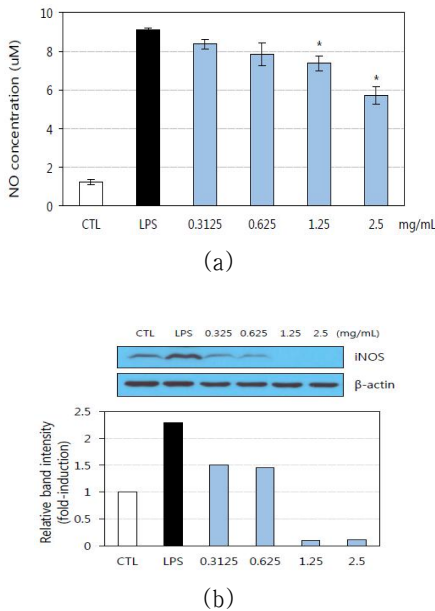 NO concentration (uM)
10
8
6
4
2
0
*
*
CTL LPS 0.3125 0.625 1.25 2.5 mg/mL
(a)
CTL LPS 0.325 0.625 1.25 2.5 (mg/mL)
iNOS
β-actin
Relative band intensity
(fold-induction)
2.5
2
1.5
1
0.5
0
CTL LPS 0.3125 0.625 1.25 2.5
(b)